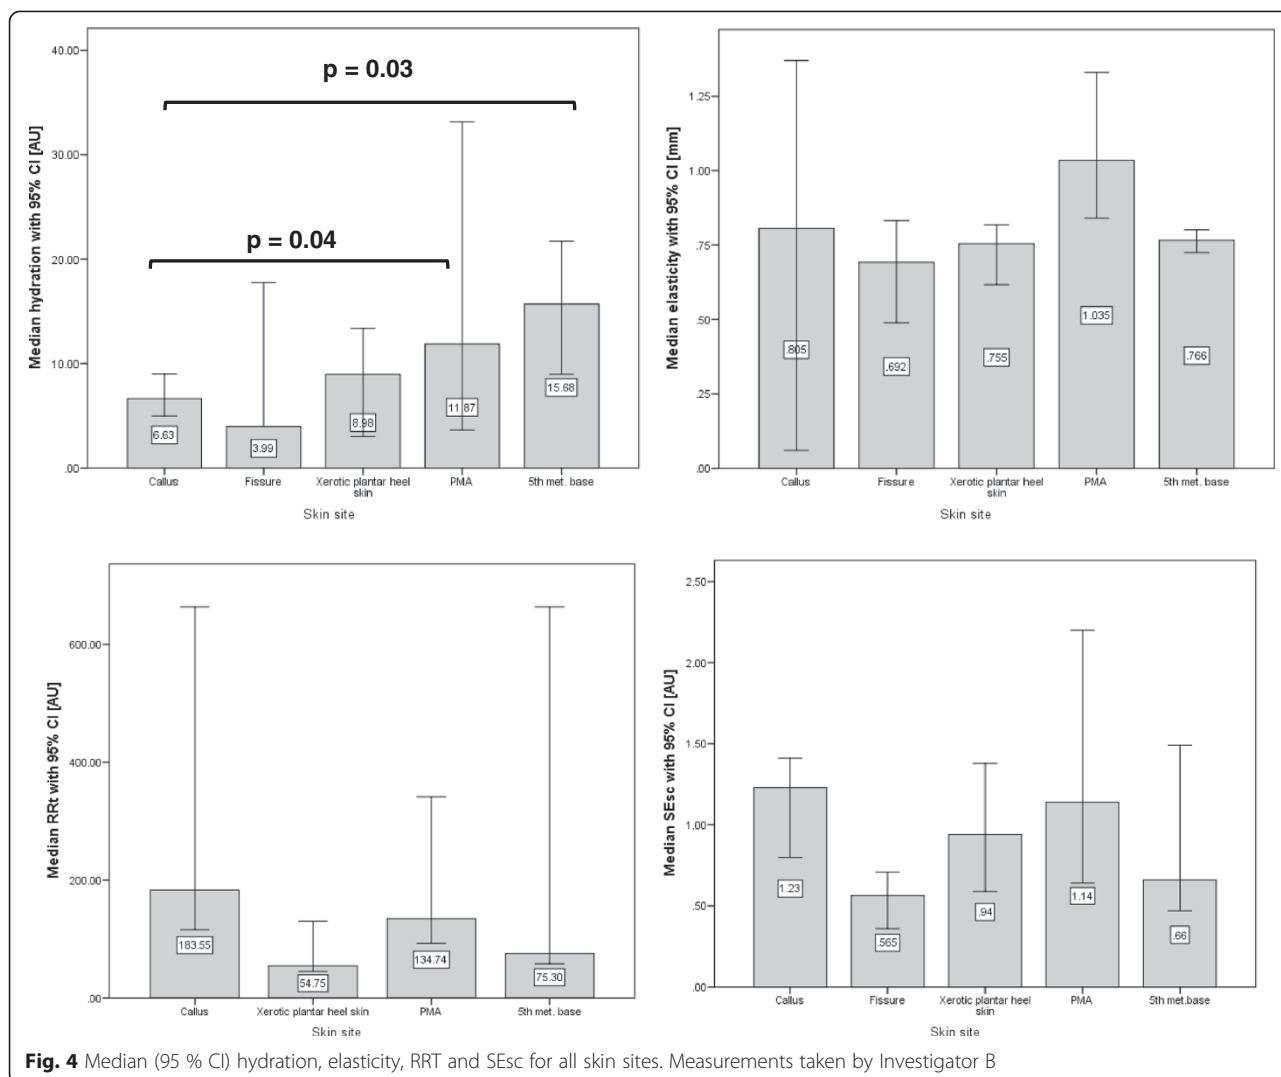 Median hydration with 95% CI [AU]
40.00
30.00
20.00
10.00
.00
p = 0.03
p = 0.04
6.63
3.99
8.98
11.87
15.68
Callus
Fissure
Xerotic plantar heel
skin
PMA
5th met. base
Skin site
Median elasticity with 95% CI [mm]
1.25
1.00
.75
.50
.25
.00
.805
.692
.755
1.035
.766
Callus
Fissure
Xerotic plantar heel
skin
PMA
5th met. base
Skin site
Median RRt with 95% CI [AU]
600.00
400.00
200.00
.00
183.55
54.75
134.74
75.30
Callus
Xerotic plantar heel skin
PMA
5th met. base
Skin site
Median SEsc with 95% CI [AU]
2.50
2.00
1.50
1.00
.50
.00
1.23
.565
.94
1.14
.66
Callus
Fissure
Xerotic plantar heel
skin
PMA
5th met.base
Skin site
Fig. 4 Median (95 % CI) hydration, elasticity, RRT and SEsc for all skin sites. Measurements taken by Investigator B